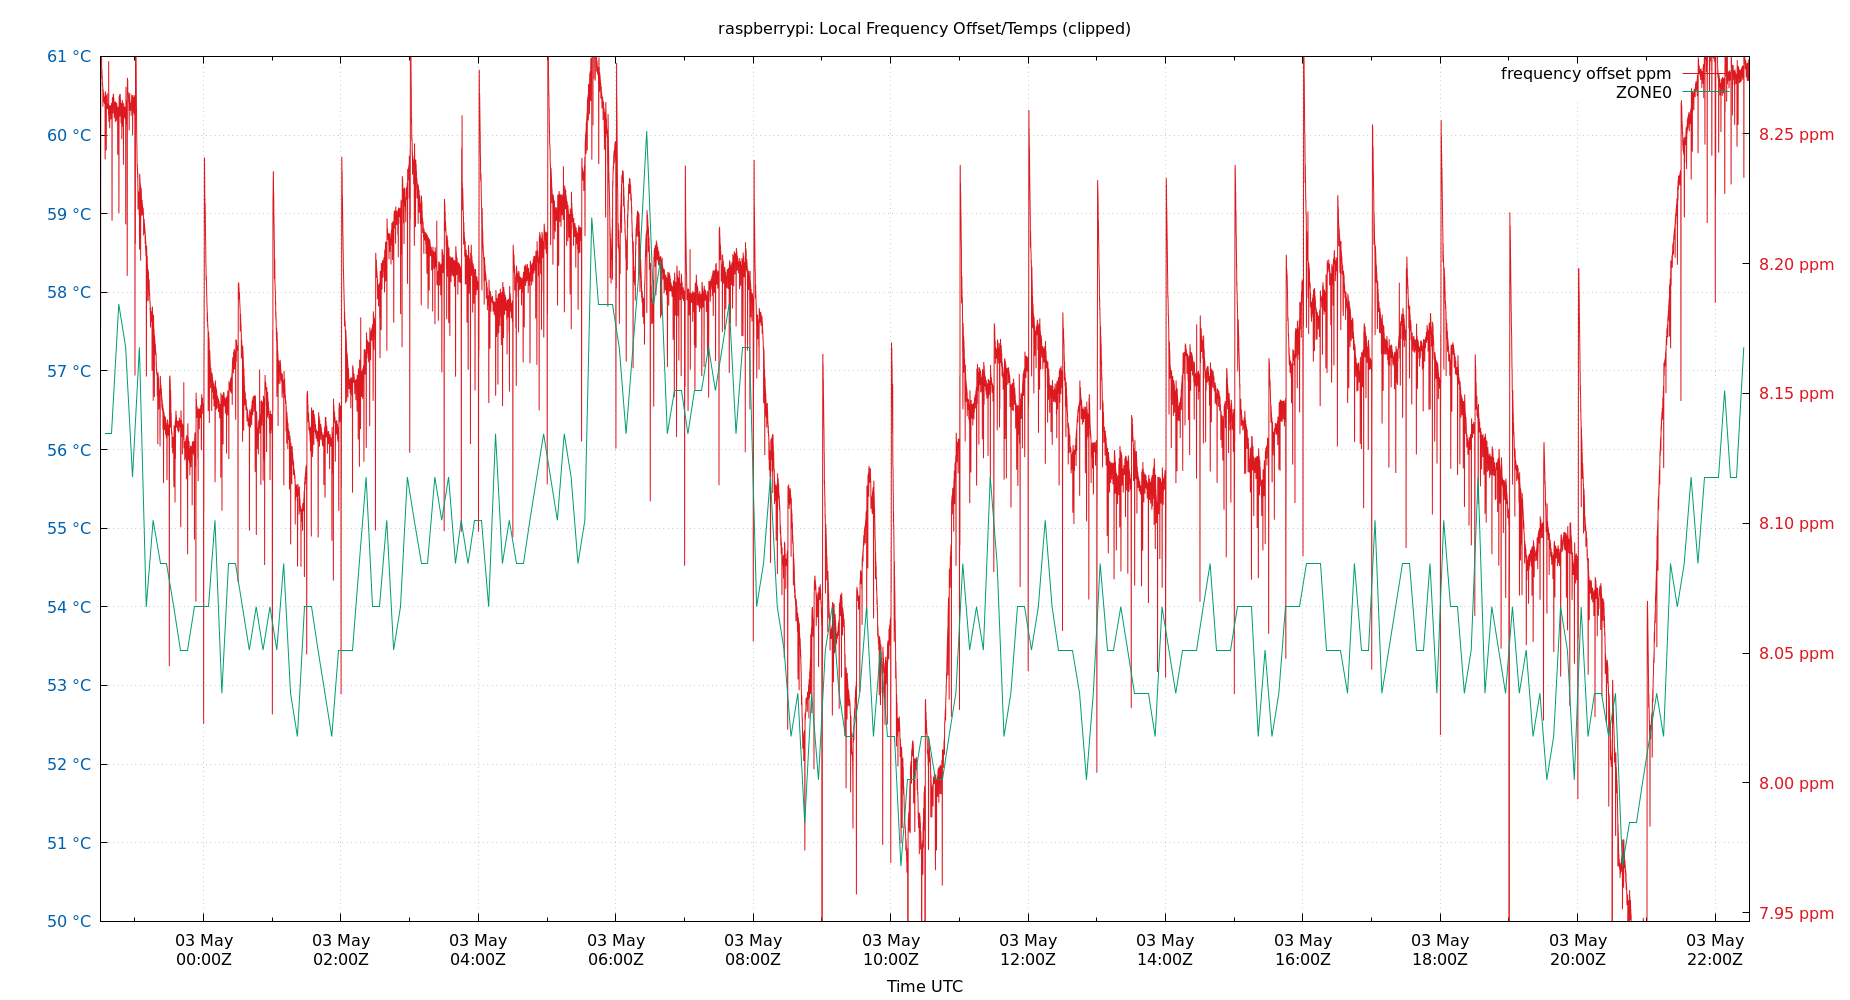 raspberrypi: Local Frequency Offset/Temps (clipped)
frequency offset ppm
ZONE0
61 °C
60 °C
59 °C
58 °C
57 °C
56 °C
55 °C
54 °C
53 °C
52 °C
51 °C
50 °C
8.25 ppm
8.20 ppm
8.15 ppm
8.10 ppm
8.05 ppm
8.00 ppm
7.95 ppm
03 May
00:00Z
03 May
02:00Z
03 May
04:00Z
03 May
06:00Z
03 May
08:00Z
03 May
10:00Z
03 May
12:00Z
03 May
14:00Z
03 May
16:00Z
03 May
18:00Z
03 May
20:00Z
03 May
22:00Z
Time UTC